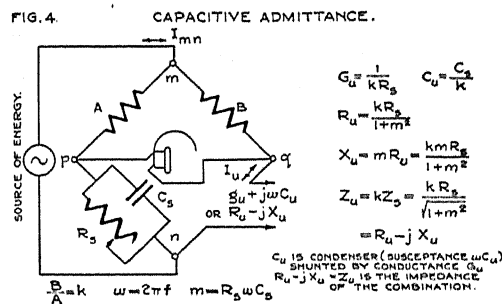 FIG.4. CAPACITIVE ADMITTANCE.
I_mn
m
A
B
SOURCE OF ENERGY.
p
q
I_u
C_s
g_u+jωC_u
OR R_u-jX_u
R_s
n
B/A=k ω=2πf m=R_sωC_s
G_u=1/kR_s C_u=C_s/k
R_u=kR_s/1+m²
X_u=mR_u=kmR_s/1+m²
Z_u=kZ_s=kR_s/√1+m²
=R_u-jX_u
C_u IS CONDENSER (SUSCEPTANCE ωC_u)
SHUNTED BY CONDUCTANCE G_u
R_u-jX_u=Z_u IS THE IMPEDANCE
OF THE COMBINATION.